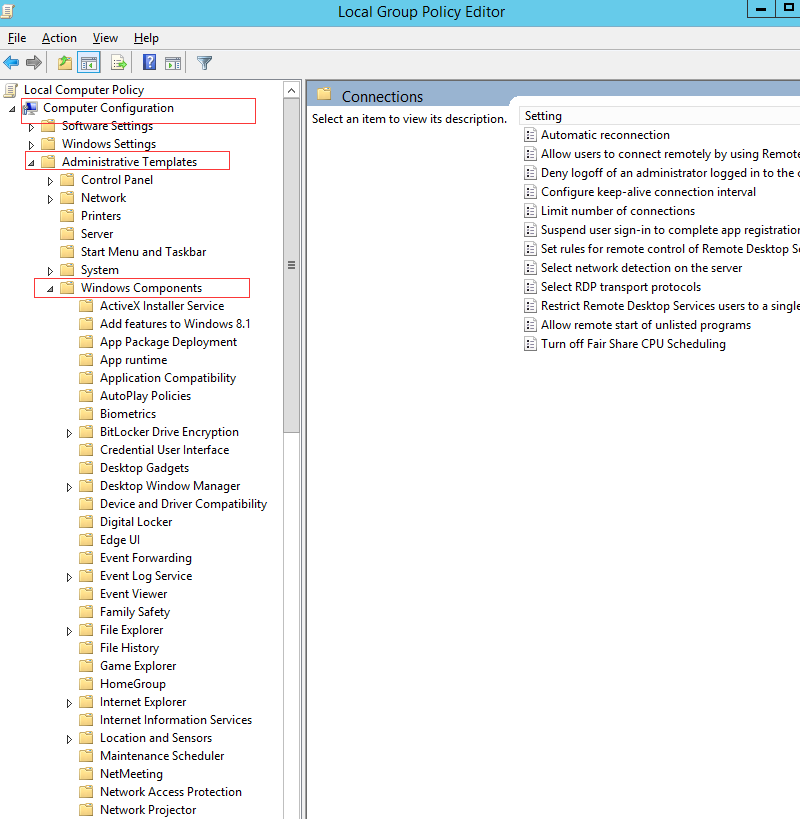 Local Group Policy Editor
File Action View Help
Local Computer Policy
Computer Configuration
Software Settings
Windows Settings
Administrative Templates
Control Panel
Network
Printers
Server
Start Menu and Taskbar
System
Windows Components
ActiveX Installer Service
Add features to Windows 8.1
App Package Deployment
App runtime
Application Compatibility
AutoPlay Policies
Biometrics
BitLocker Drive Encryption
Credential User Interface
Desktop Gadgets
Desktop Window Manager
Device and Driver Compatibility
Digital Locker
Edge UI
Event Forwarding
Event Log Service
Event Viewer
Family Safety
File Explorer
File History
Game Explorer
HomeGroup
Internet Explorer
Internet Information Services
Location and Sensors
Maintenance Scheduler
NetMeeting
Network Access Protection
Network Projector
Connections
Select an item to view its description.
Setting
Automatic reconnection
Allow users to connect remotely by using Remote
Deny logoff of an administrator logged in to the c
Configure keep-alive connection interval
Limit number of connections
Suspend user sign-in to complete app registration
Set rules for remote control of Remote Desktop Se
Select network detection on the server
Select RDP transport protocols
Restrict Remote Desktop Services users to a single
Allow remote start of unlisted programs
Turn off Fair Share CPU Scheduling